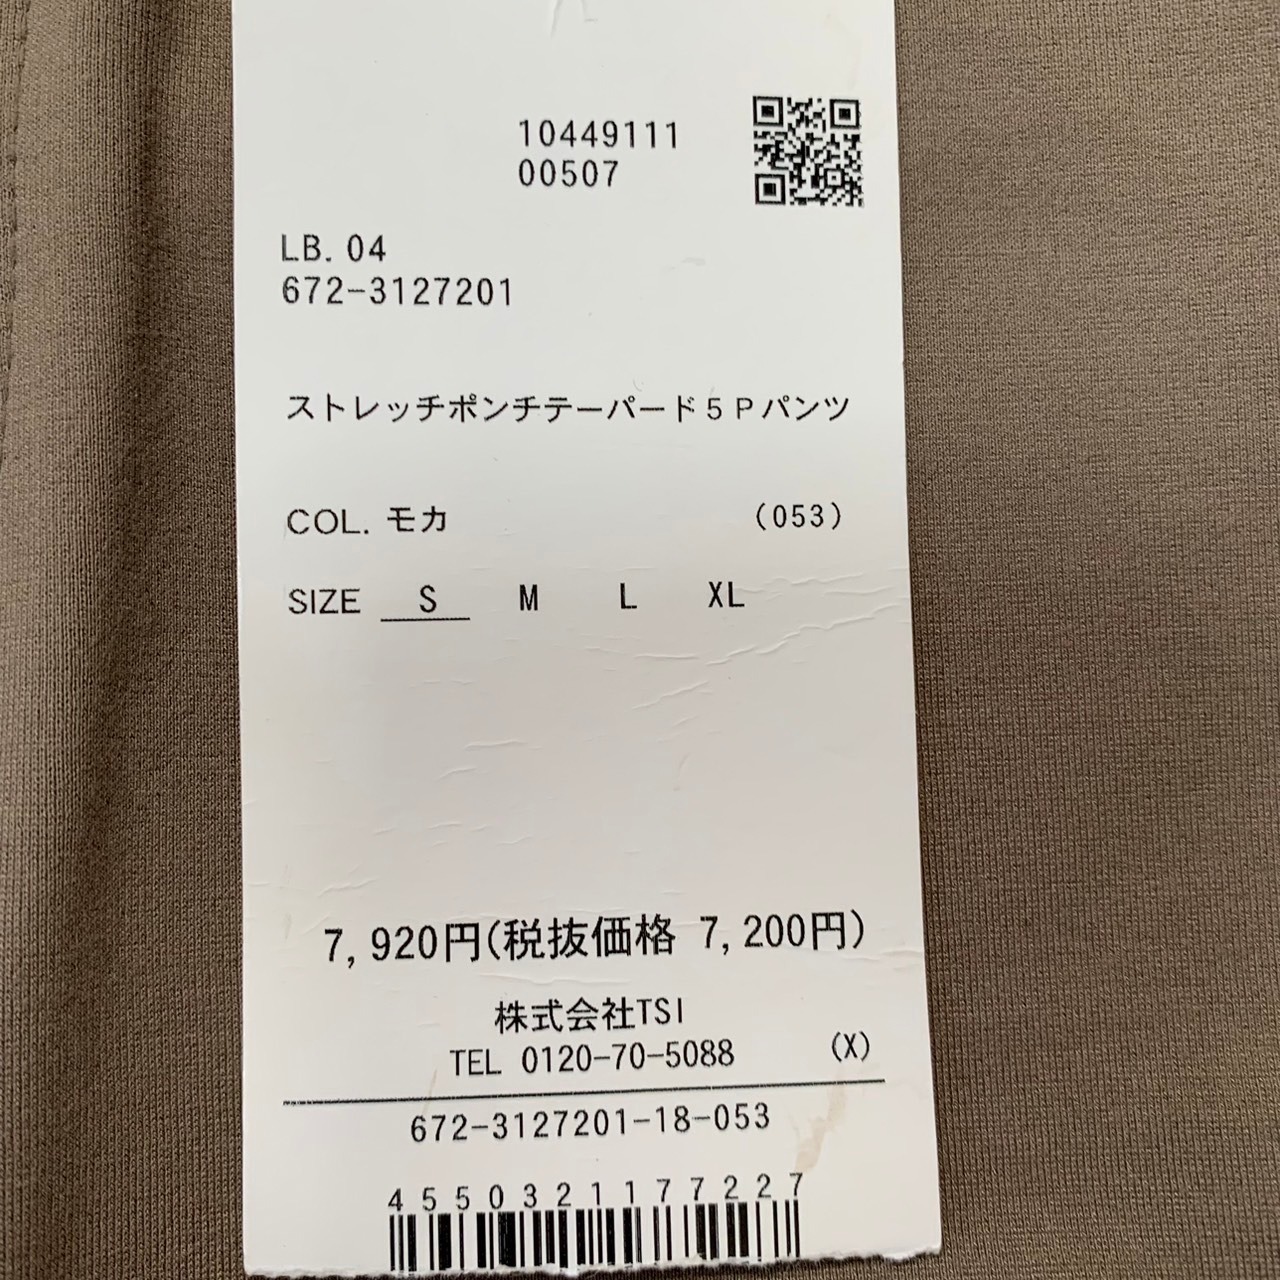 10449111
00507
LB. 04
672-3127201
ストレッチポンチテーパード5Pパンツ
COL. モカ (053)
SIZE S M L XL
7,920円(税抜価格 7,200円)
株式会社TSI
TEL 0120-70-5088 (X)
672-3127201-18-053
4550321177227